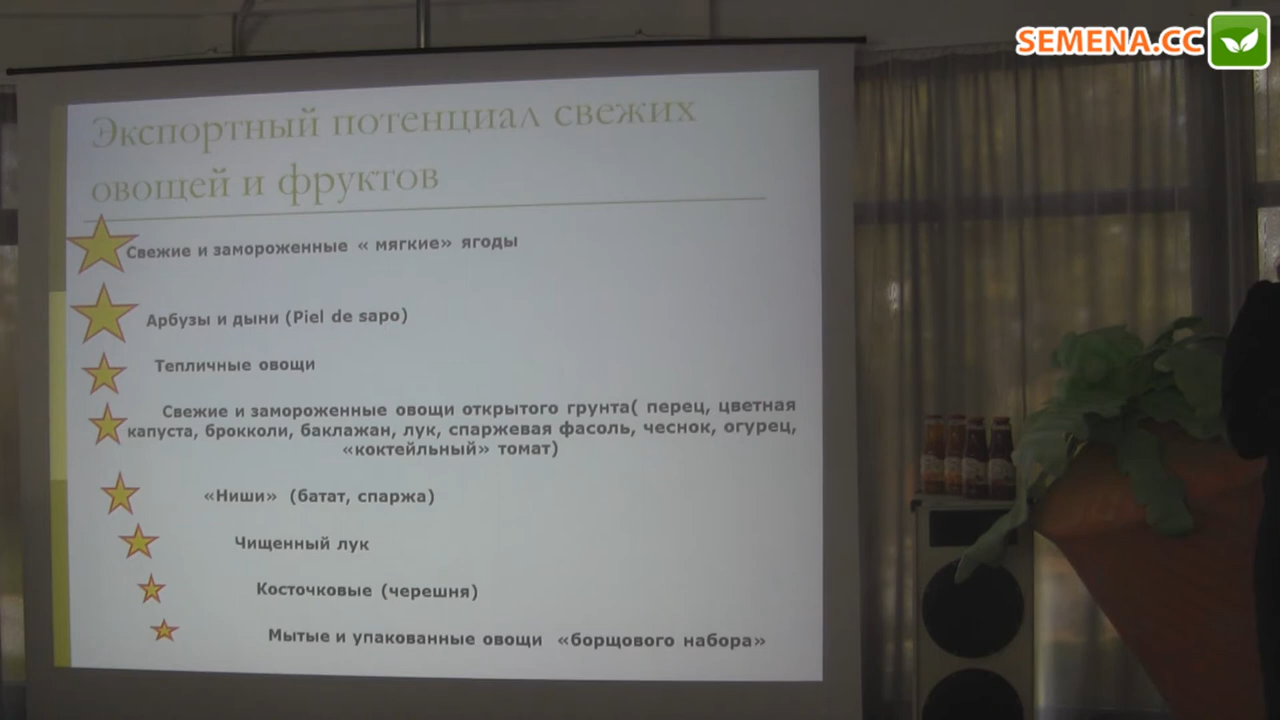 SEMENA.CC
Экспортный потенциал свежих
овощей и фруктов
Свежие и замороженные « мягкие» ягоды
Арбузы и дыни (Piel de sapo)
Тепличные овощи
Свежие и замороженные овощи открытого грунта( перец, цветная
капуста, брокколи, баклажан, лук, спаржевая фасоль, чеснок, огурец,
«коктейльный» томат)
«Ниши» (батат, спаржа)
Чищенный лук
Косточковые (черешня)
Мытые и упакованные овощи «борщового набора»